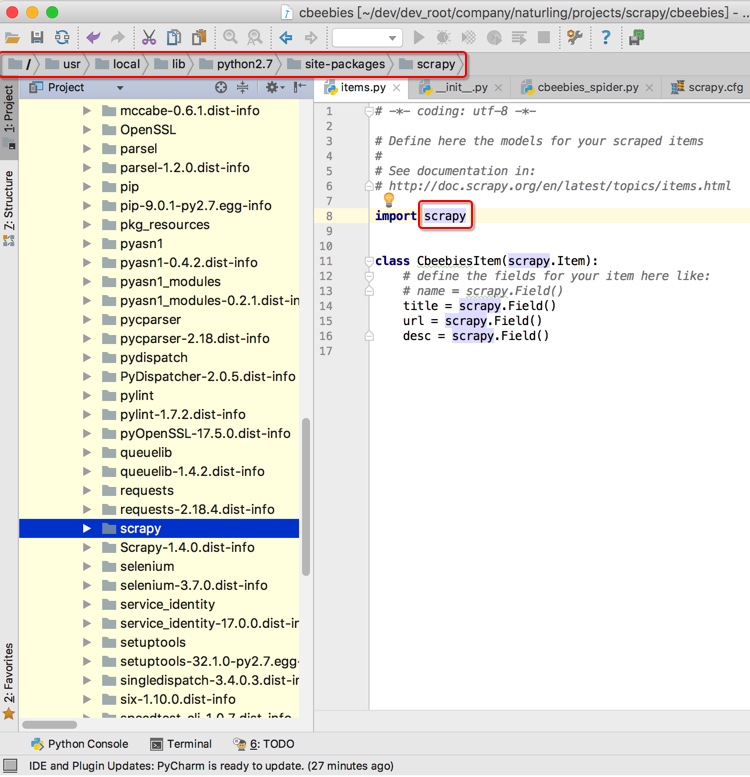 cbeebies [~/dev/dev_root/company/naturling/projects/scrapy/cbeebies] - ...
/ usr local lib python2.7 site-packages scrapy
Project
items.py __init__.py cbeebies_spider.py scrapy.cfg
1: Project
Z: Structure
2: Favorites
mccabe-0.6.1.dist-info
OpenSSL
parsel
parsel-1.2.0.dist-info
pip
pip-9.0.1-py2.7.egg-info
pkg_resources
pyasn1
pyasn1-0.4.2.dist-info
pyasn1_modules
pyasn1_modules-0.2.1.dist-in
pycparser
pycparser-2.18.dist-info
pydispatch
PyDispatcher-2.0.5.dist-info
pylint
pylint-1.7.2.dist-info
pyOpenSSL-17.5.0.dist-info
queuelib
queuelib-1.4.2.dist-info
requests
requests-2.18.4.dist-info
scrapy
Scrapy-1.4.0.dist-info
selenium
selenium-3.7.0.dist-info
service_identity
service_identity-17.0.0.dist-in
setuptools
setuptools-32.1.0-py2.7.egg-
singledispatch-3.4.0.3.dist-in
six-1.10.0.dist-info
speedtest_cli-1.0.7.dist-info
1 # -*- coding: utf-8 -*-
2
3 # Define here the models for your scraped items
4 #
5 # See documentation in:
6 # http://doc.scrapy.org/en/latest/topics/items.html
7
8 import scrapy
9
10
11 class CbeebiesItem(scrapy.Item):
12 # define the fields for your item here like:
13 # name = scrapy.Field()
14 title = scrapy.Field()
15 url = scrapy.Field()
16 desc = scrapy.Field()
17
Python Console Terminal 6: TODO
IDE and Plugin Updates: PyCharm is ready to update. (27 minutes ago)